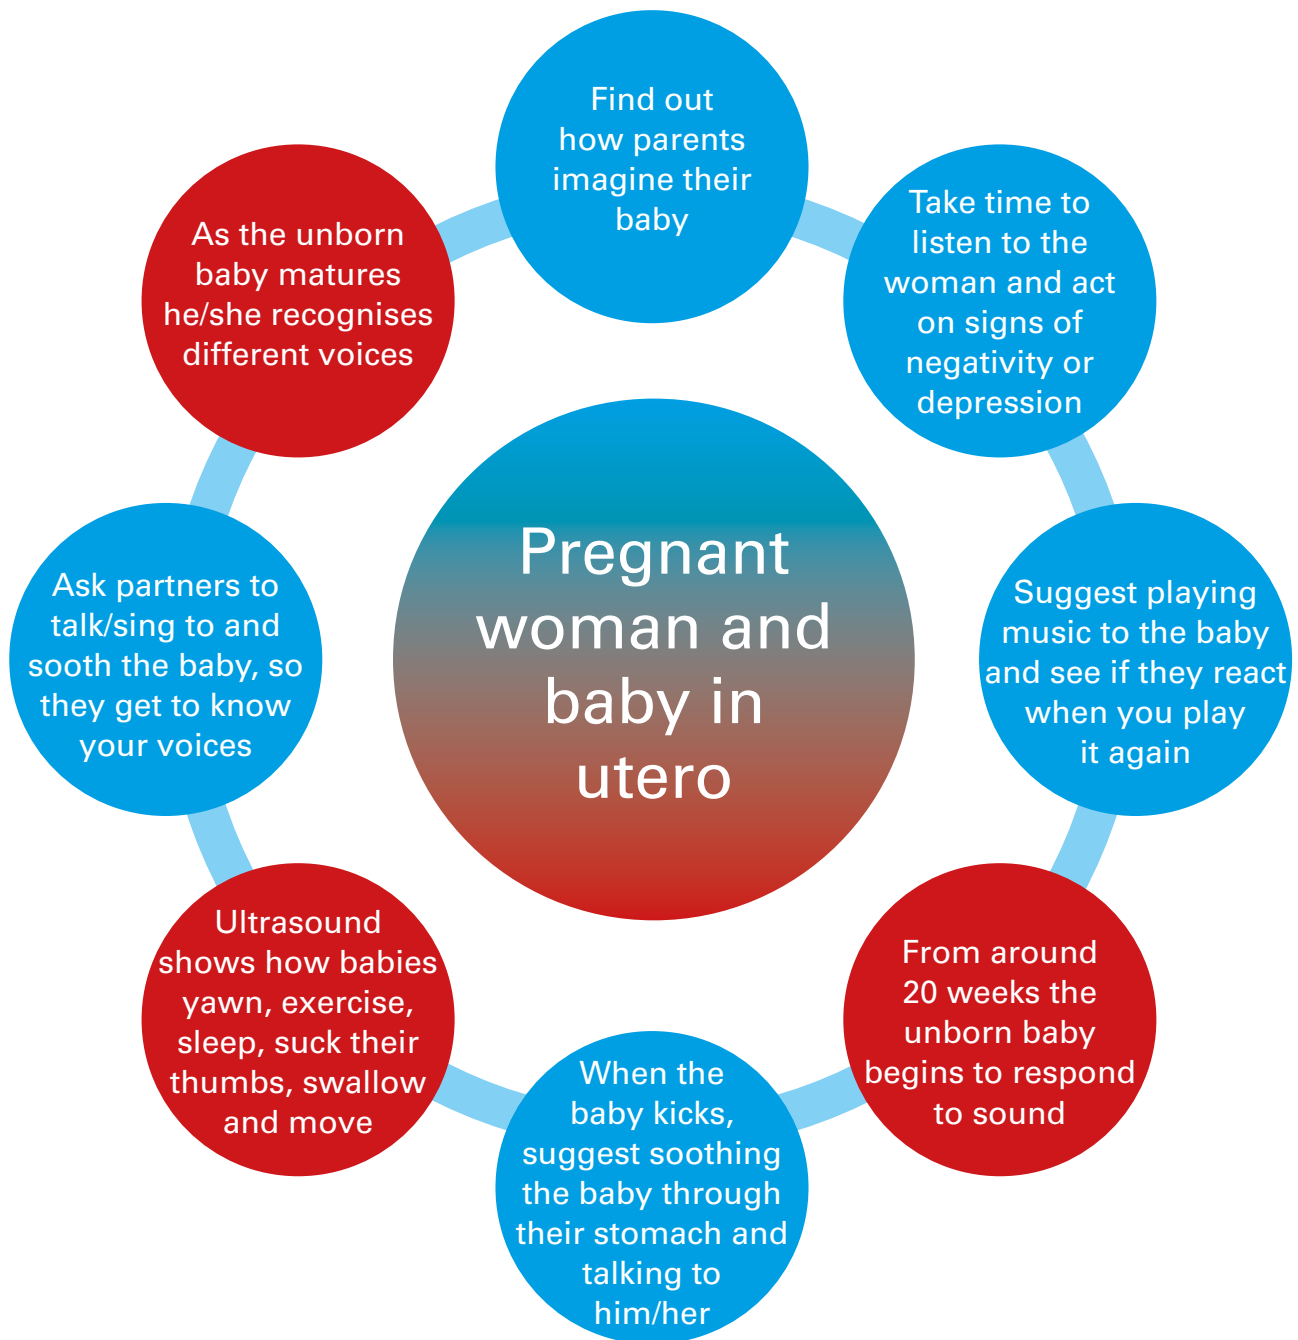 Find out
how parents
imagine their
baby
Take time to
listen to the
woman and act
on signs of
negativity or
depression
Suggest playing
music to the baby
and see if they react
when you play
it again
From around
20 weeks the
unborn baby
begins to respond
to sound
When the
baby kicks,
suggest soothing
the baby through
their stomach and
talking to
him/her
Ultrasound
shows how babies
yawn, exercise,
sleep, suck their
thumbs, swallow
and move
Ask partners to
talk/sing to and
sooth the baby, so
they get to know
your voices
As the unborn
baby matures
he/she recognises
different voices
Pregnant
woman and
baby in
utero